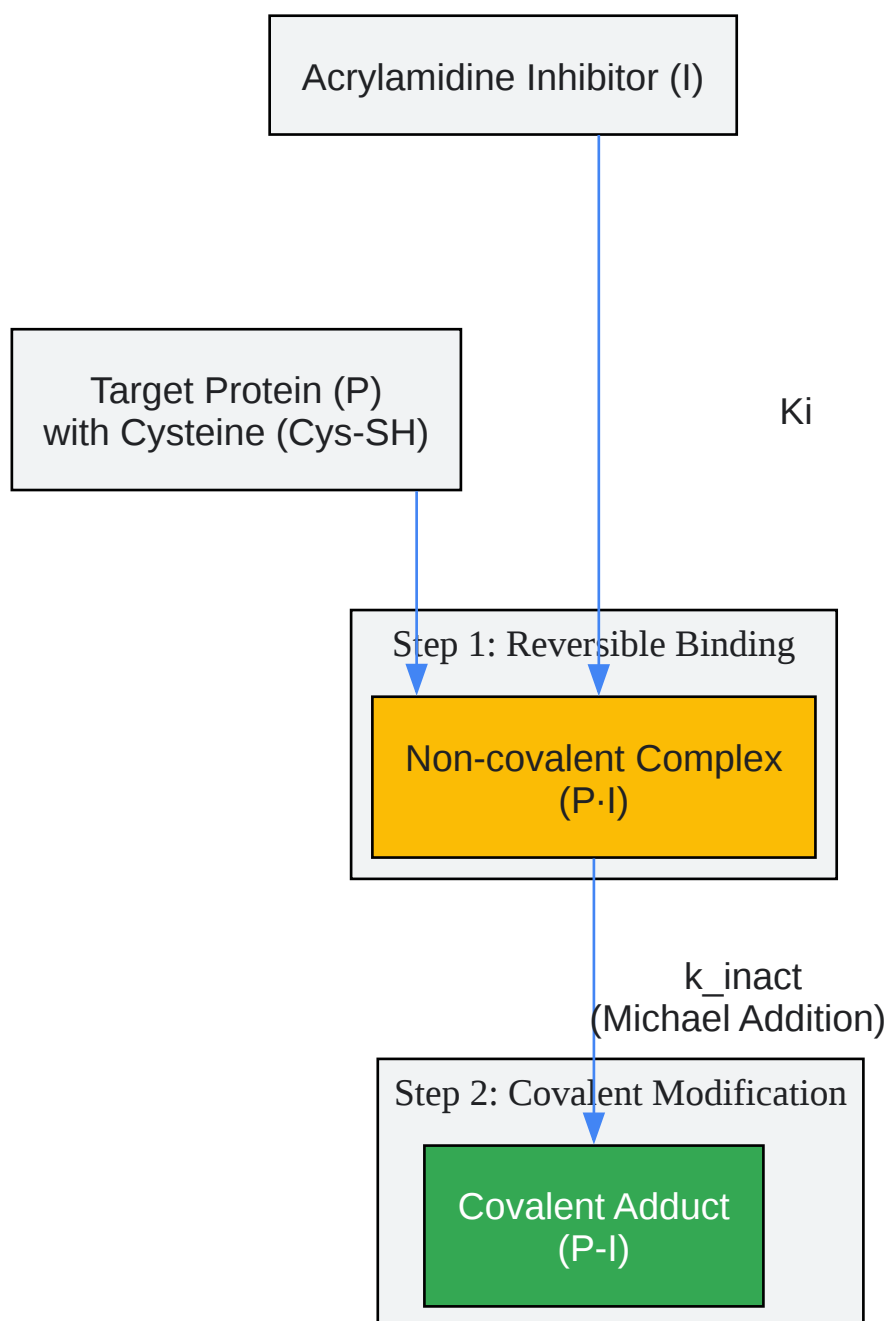 Acrylamidine Inhibitor (I)
Target Protein (P)
with Cysteine (Cys-SH)
Ki
Step 1: Reversible Binding
Non-covalent Complex
(P·I)
k_inact
(Michael Addition)
Step 2: Covalent Modification
Covalent Adduct
(P-I)